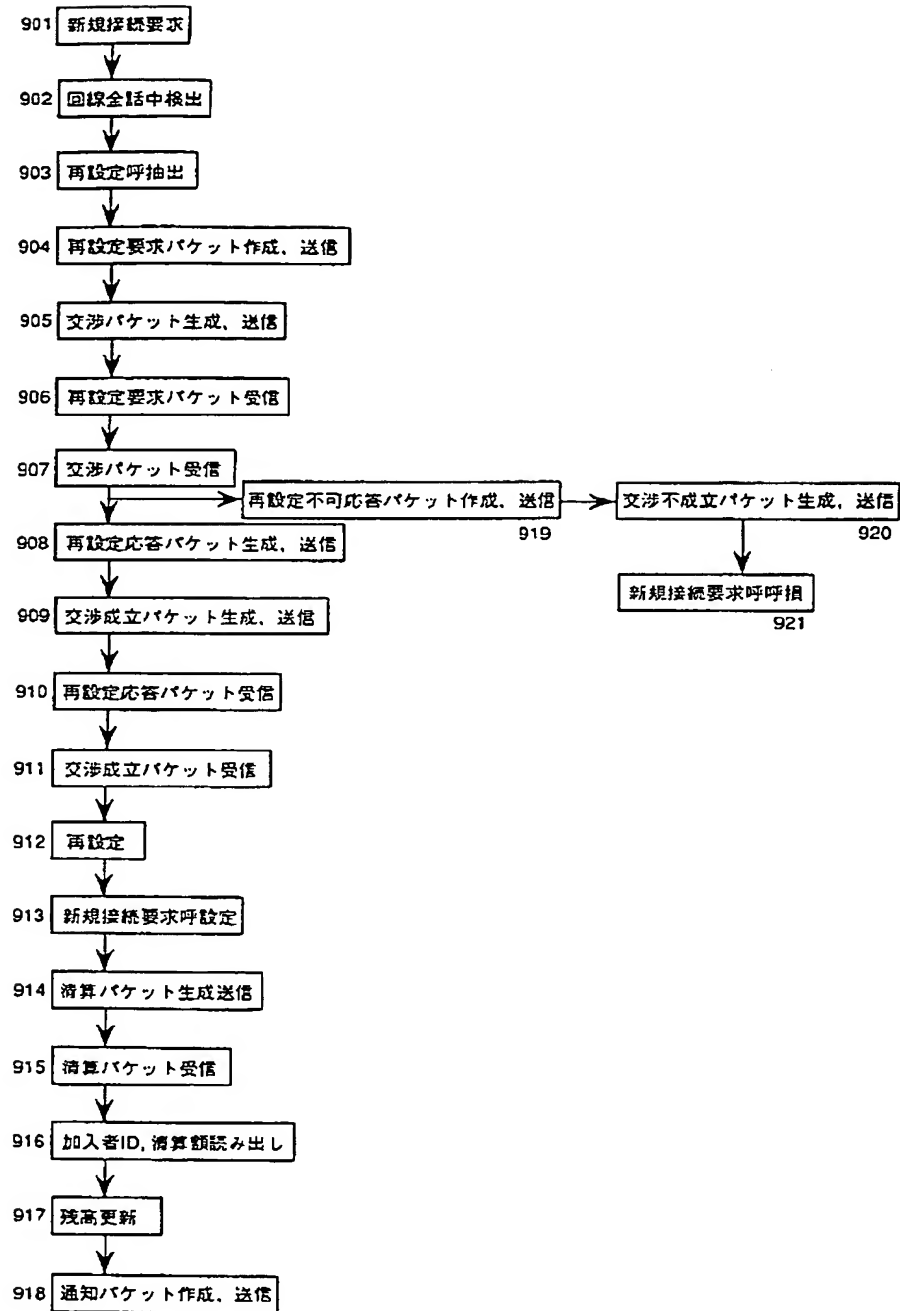 901 新規接続要求
902 回線全話中検出
903 再設定呼抽出
904 再設定要求パケット作成、送信
905 交渉パケット生成、送信
906 再設定要求パケット受信
907 交渉パケット受信
再設定不可応答パケット作成、送信
919
交渉不成立パケット生成、送信
920
新規接続要求呼呼損
921
908 再設定応答パケット生成、送信
909 交渉成立パケット生成、送信
910 再設定応答パケット受信
911 交渉成立パケット受信
912 再設定
913 新規接続要求呼設定
914 清算パケット生成送信
915 清算パケット受信
916 加入者ID, 清算額読み出し
917 残高更新
918 通知パケット作成、送信